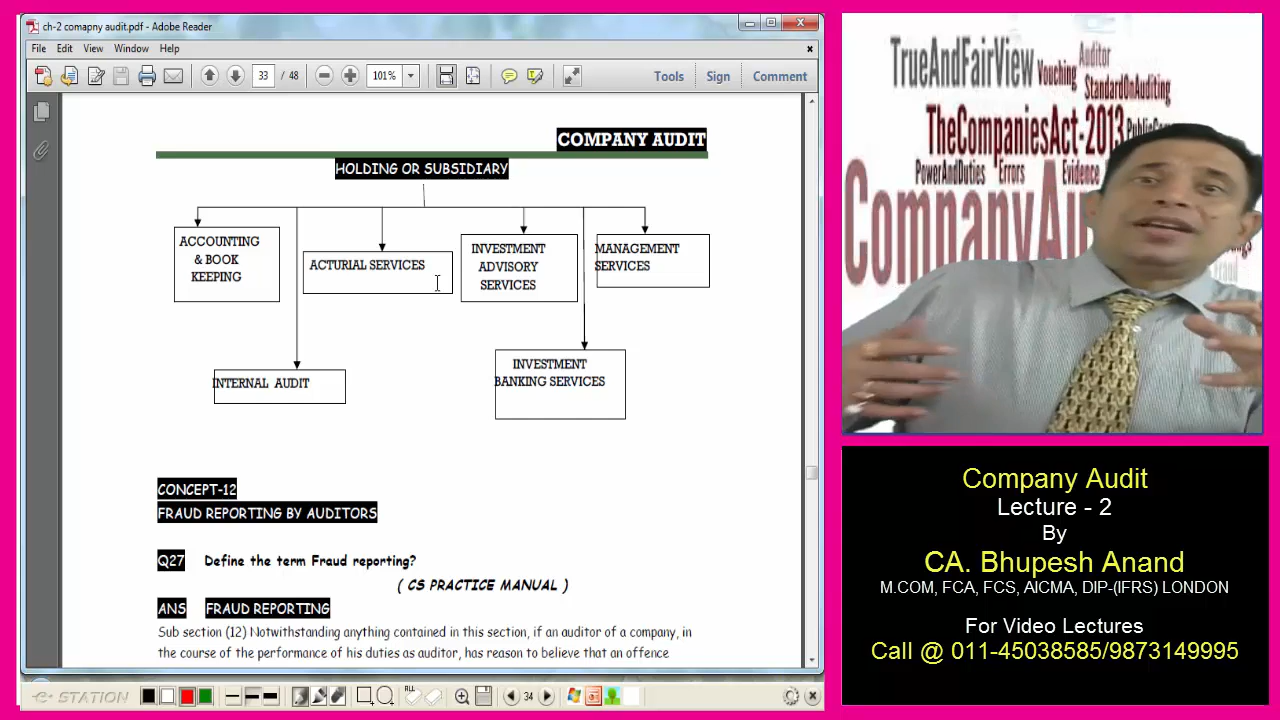 ch-2 comapny audit.pdf - Adobe Reader
File Edit View Window Help
33 / 48
101%
Tools Sign Comment
COMPANY AUDIT
HOLDING OR SUBSIDIARY
ACCOUNTING
& BOOK
KEEPING
ACTURIAL SERVICES
INVESTMENT
ADVISORY
SERVICES
MANAGEMENT
SERVICES
INTERNAL AUDIT
INVESTMENT
BANKING SERVICES
CONCEPT-12
FRAUD REPORTING BY AUDITORS
Q27 Define the term Fraud reporting?
( CS PRACTICE MANUAL )
ANS FRAUD REPORTING
Sub section (12) Notwithstanding anything contained in this section, if an auditor of a company, in
the course of the performance of his duties as auditor, has reason to believe that an offence
e-STATION
ALL
34
TrueAndFairView
Vouching
Auditor
StandardOnAuditing
TheCompaniesAct-2013
PowerAndDuties Errors Evidence
CompanyAu
Company Audit
Lecture - 2
By
CA. Bhupesh Anand
M.COM, FCA, FCS, AICMA, DIP-(IFRS) LONDON
For Video Lectures
Call @ 011-45038585/9873149995